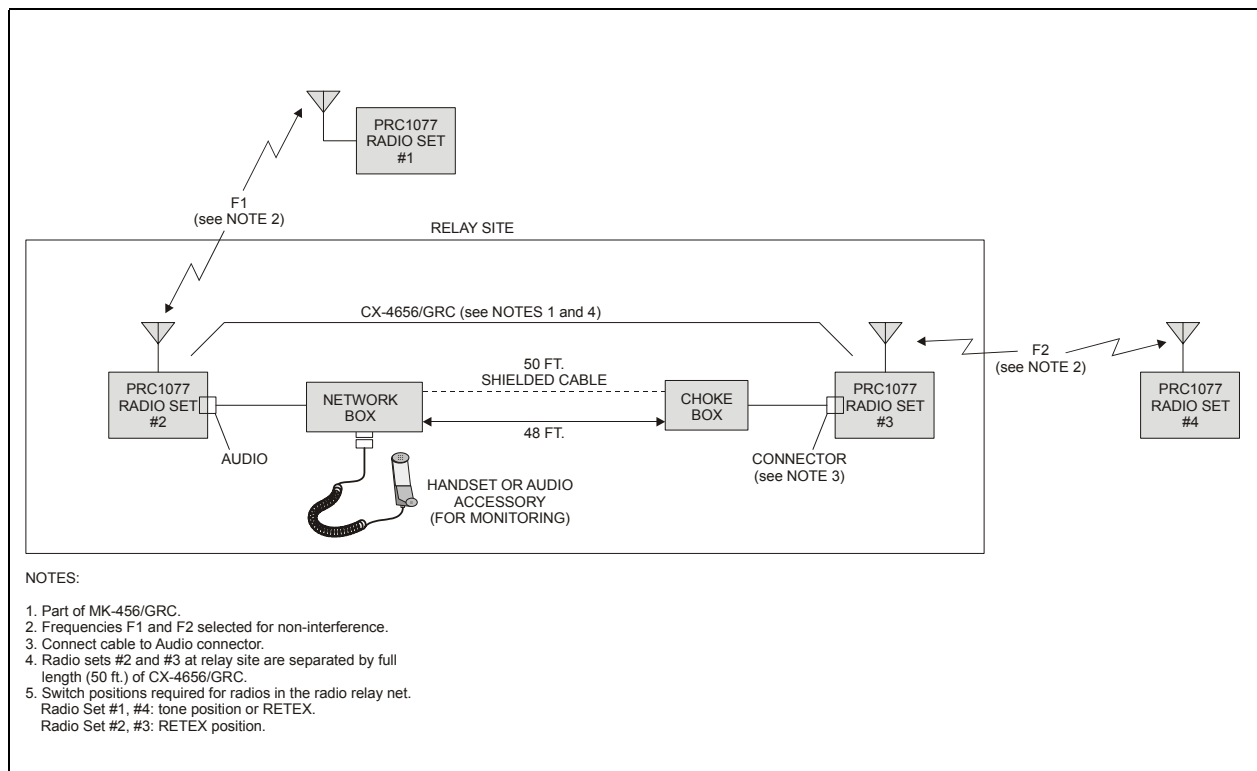 PRC1077
RADIO SET
#1
F1
(see NOTE 2)
RELAY SITE
CX-4656/GRC (see NOTES 1 and 4)
50 FT.
SHIELDED CABLE
F2
(see NOTE 2)
PRC1077
RADIO SET
#2
NETWORK
BOX
CHOKE
BOX
PRC1077
RADIO SET
#3
PRC1077
RADIO SET
#4
48 FT.
AUDIO
CONNECTOR
(see NOTE 3)
HANDSET OR AUDIO
ACCESSORY
(FOR MONITORING)
NOTES:
1. Part of MK-456/GRC.
2. Frequencies F1 and F2 selected for non-interference.
3. Connect cable to Audio connector.
4. Radio sets #2 and #3 at relay site are separated by full
length (50 ft.) of CX-4656/GRC.
5. Switch positions required for radios in the radio relay net.
Radio Set #1, #4: tone position or RETEX.
Radio Set #2, #3: RETEX position.